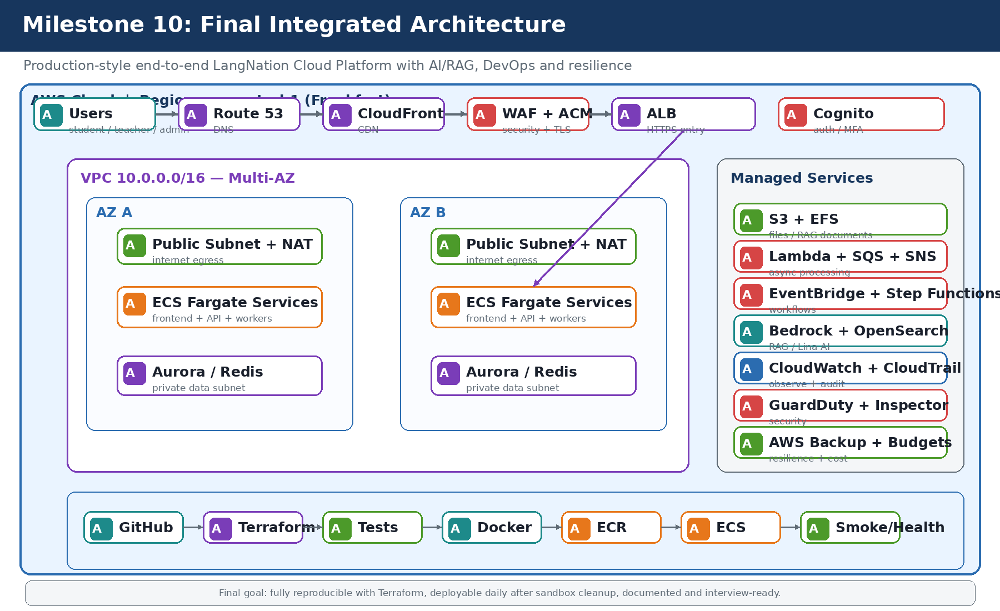 Milestone 10: Final Integrated Architecture
Production-style end-to-end LangNation Cloud Platform with AI/RAG, DevOps and resilience
AWS Cloud | Region (Frankfurt)
A Users
student / teacher / admin
A Route 53
DNS
A CloudFront
CDN
A WAF + ACM
security + TLS
A ALB
HTTPS entry
A Cognito
auth / MFA
VPC 10.0.0.0/16 — Multi-AZ
AZ A
A Public Subnet + NAT
internet egress
A ECS Fargate Services
frontend + API + workers
A Aurora / Redis
private data subnet
AZ B
A Public Subnet + NAT
internet egress
A ECS Fargate Services
frontend + API + workers
A Aurora / Redis
private data subnet
Managed Services
A S3 + EFS
files / RAG documents
A Lambda + SQS + SNS
async processing
A EventBridge + Step Functions
workflows
A Bedrock + OpenSearch
RAG / Lina AI
A CloudWatch + CloudTrail
observe + audit
A GuardDuty + Inspector
security
A AWS Backup + Budgets
resilience + cost
A GitHub
A Terraform
A Tests
A Docker
A ECR
A ECS
A Smoke/Health
Final goal: fully reproducible with Terraform, deployable daily after sandbox cleanup, documented and interview-ready.